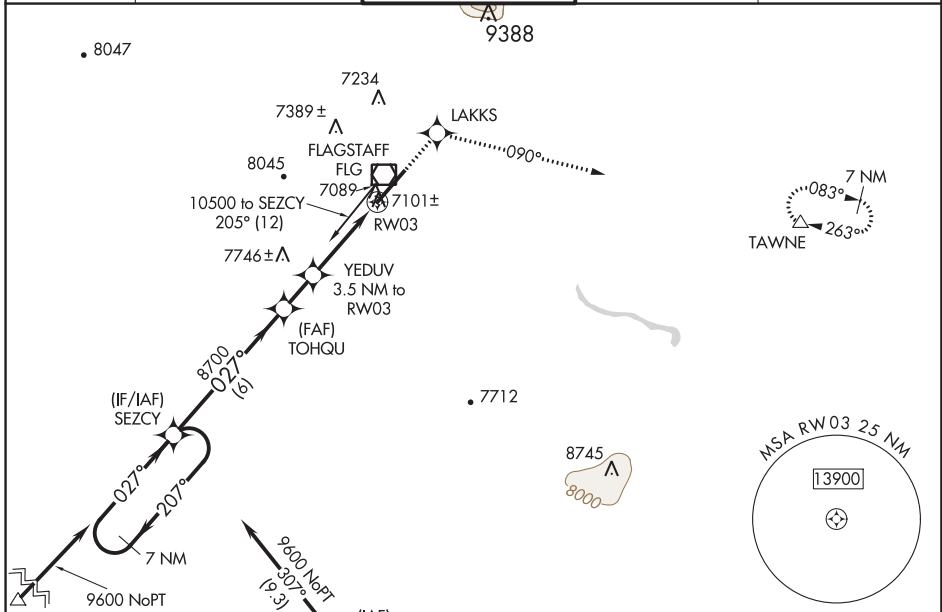 9388
8047
7234
7389 ±
LAKKS
FLAGSTAFF
FLG
090°
8045
7089
7101±
7 NM
083°
263°
TAWNE
10500 to SEZCY
205° (12)
RW03
7746 ±
YEDUV
3.5 NM to
RW03
(FAF)
TOHQU
8700
027°
(6)
(IF/IAF)
SEZCY
7712
MSA RW03 25 NM
8745
8000
13900
027°
207°
7 NM
9600 NoPT
9600 NoPT
307°
(9.3)
(IAF)